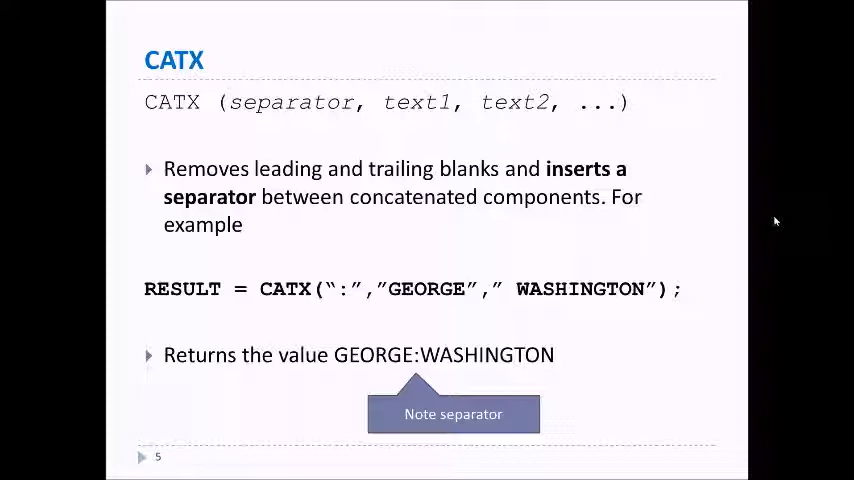 CATX
CATX (separator, text1, text2, ...)
Removes leading and trailing blanks and inserts a
separator between concatenated components. For
example
RESULT = CATX(“:”,”GEORGE”,” WASHINGTON”);
Returns the value GEORGE:WASHINGTON
Note separator
5